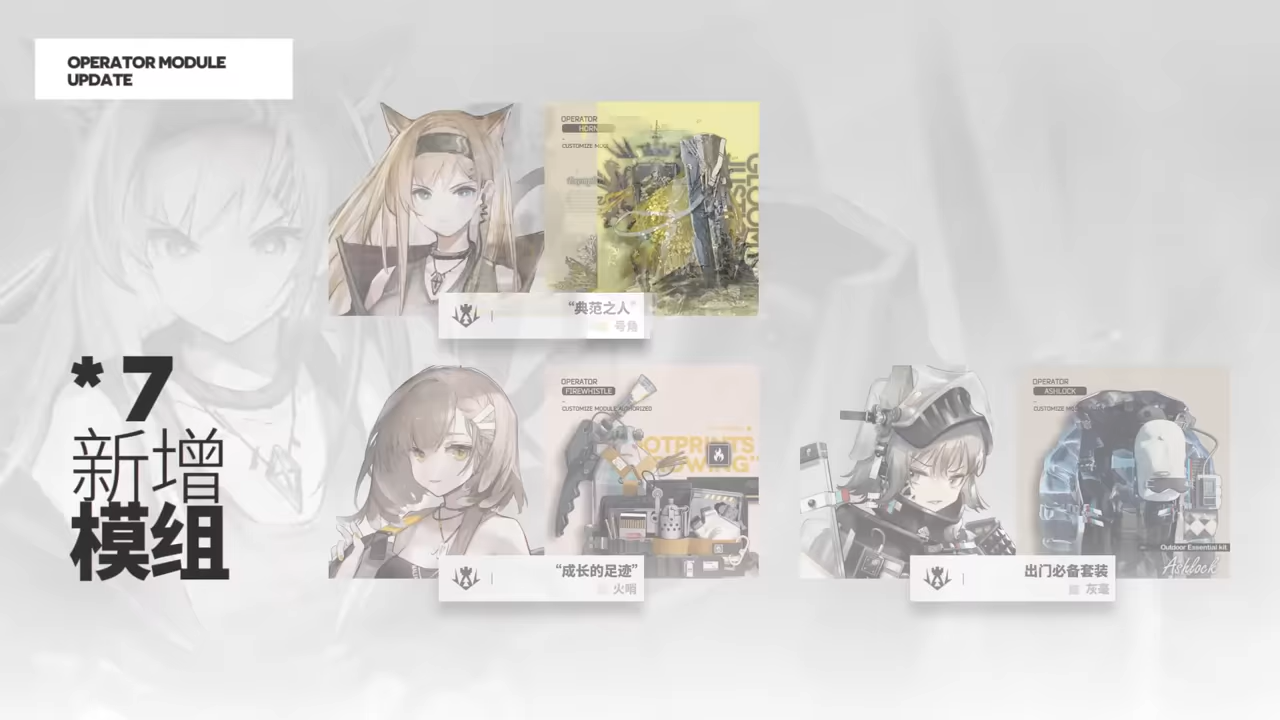 OPERATOR MODULE
UPDATE
* 7
新增
模组
OPERATOR
HORN
"典范之人"
号角
OPERATOR
FIREWHISTLE
CUSTOMIZE MODULE AUTHORIZED
OTPRINTS
OWING"
"成长的足迹"
火哨
OPERATOR
ASHLOCK
Outdoor Essential kit
Ashlock
出门必备套装
灰毫